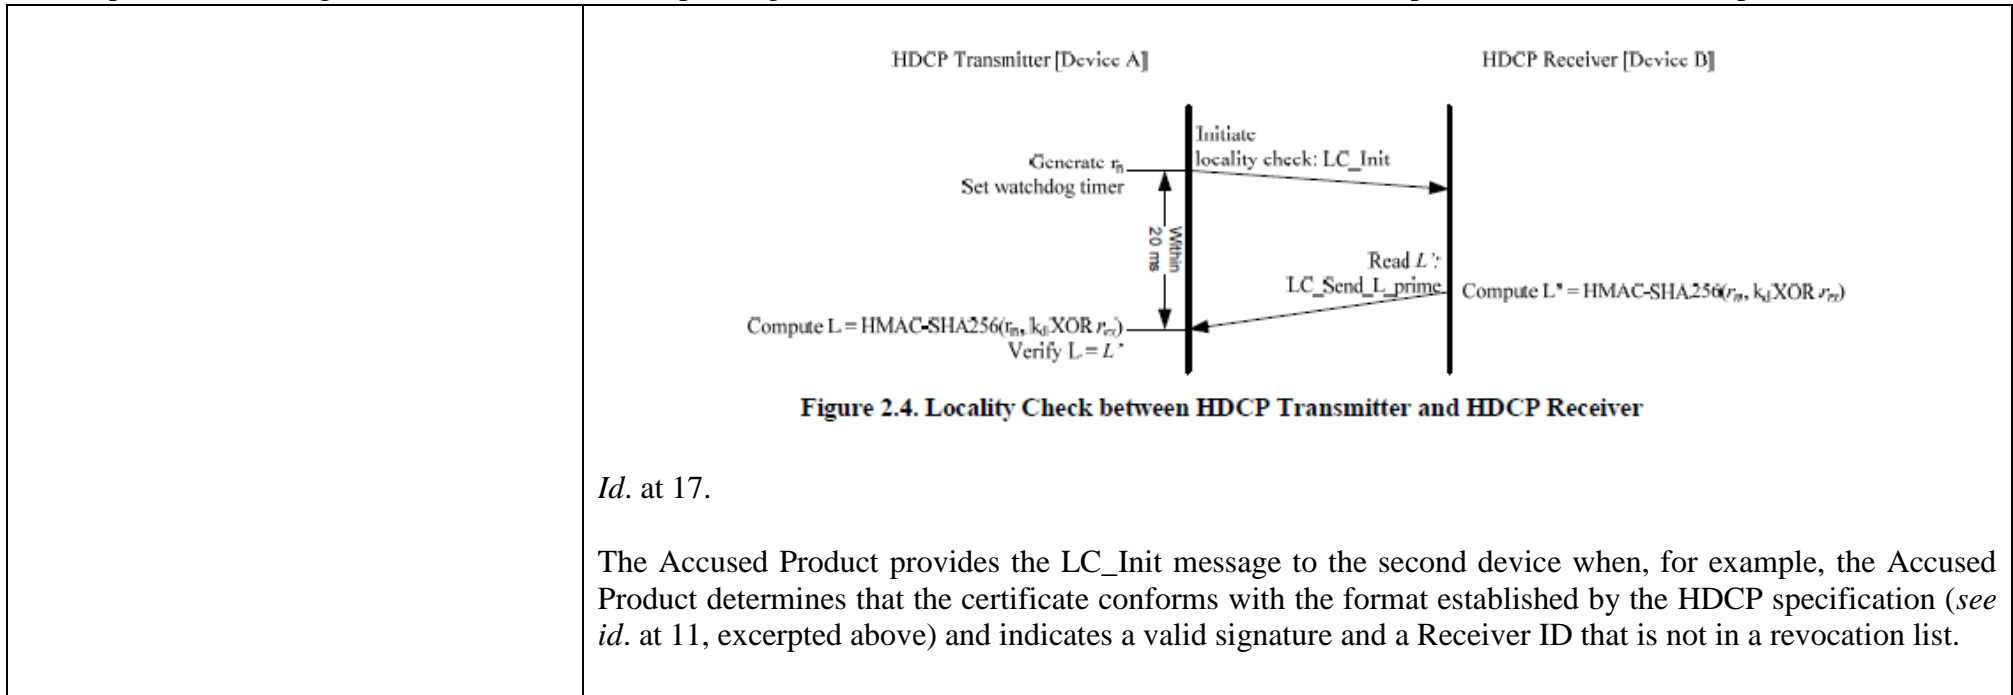 HDCP Transmitter [Device A]
HDCP Receiver [Device B]
Initiate
locality check: LC_Init
Generate rn
Set watchdog timer
Within
20 ms
Read L':
LC_Send_L_prime
Compute L' = HMAC-SHA256(rn, kd XOR rrx)
Compute L = HMAC-SHA256(rn, kd XOR rrx)
Verify L = L'
Figure 2.4. Locality Check between HDCP Transmitter and HDCP Receiver
Id. at 17.
The Accused Product provides the LC_Init message to the second device when, for example, the Accused
Product determines that the certificate conforms with the format established by the HDCP specification (see
id. at 11, excerpted above) and indicates a valid signature and a Receiver ID that is not in a revocation list.